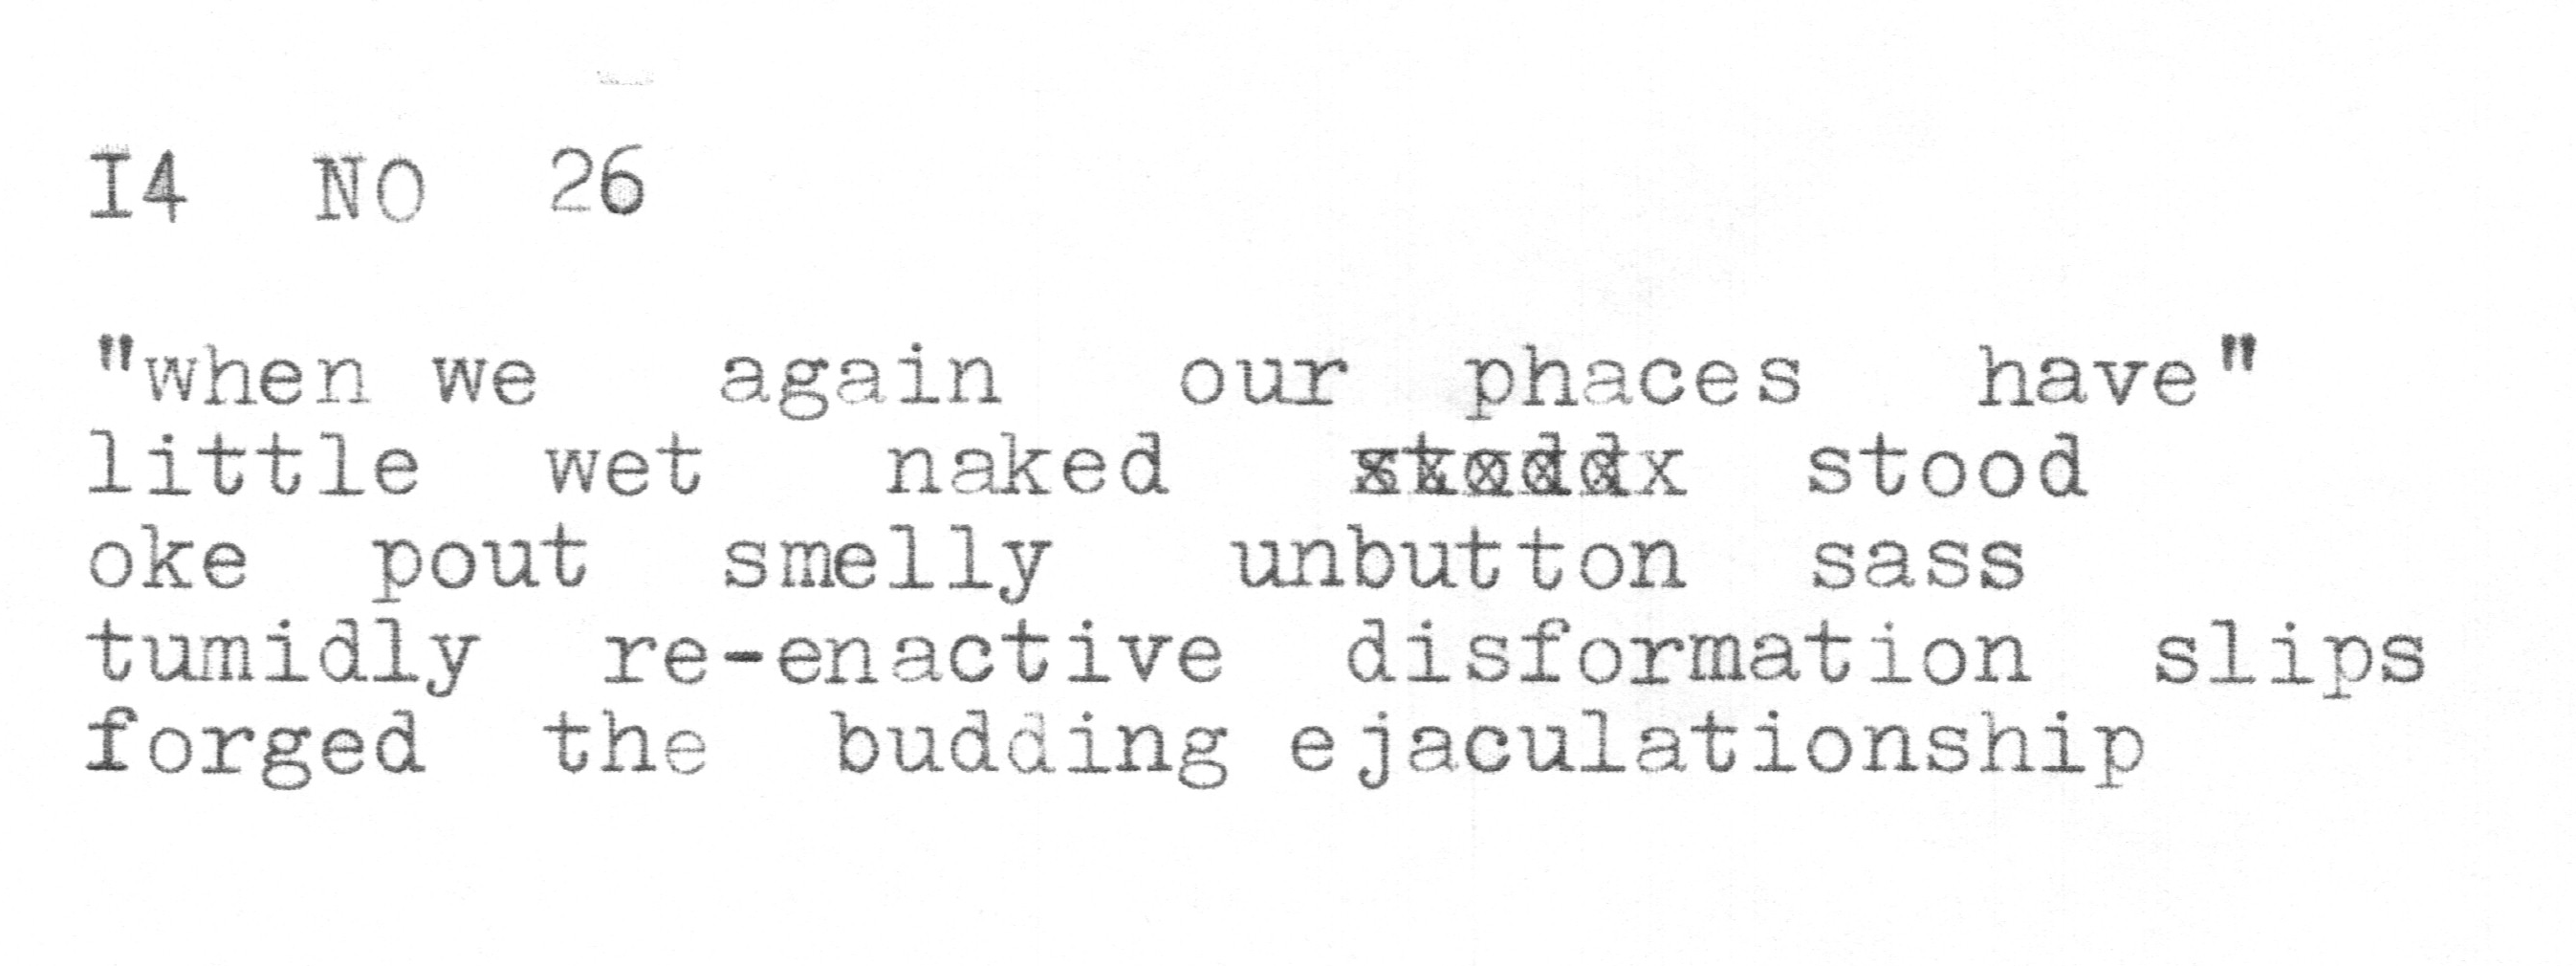 I4 NO 26
"when we again our phaces have"
little wet naked stood
oke pout smelly unbutton sass
tumidly re-enactive disformation slips
forged the budding ejaculationship